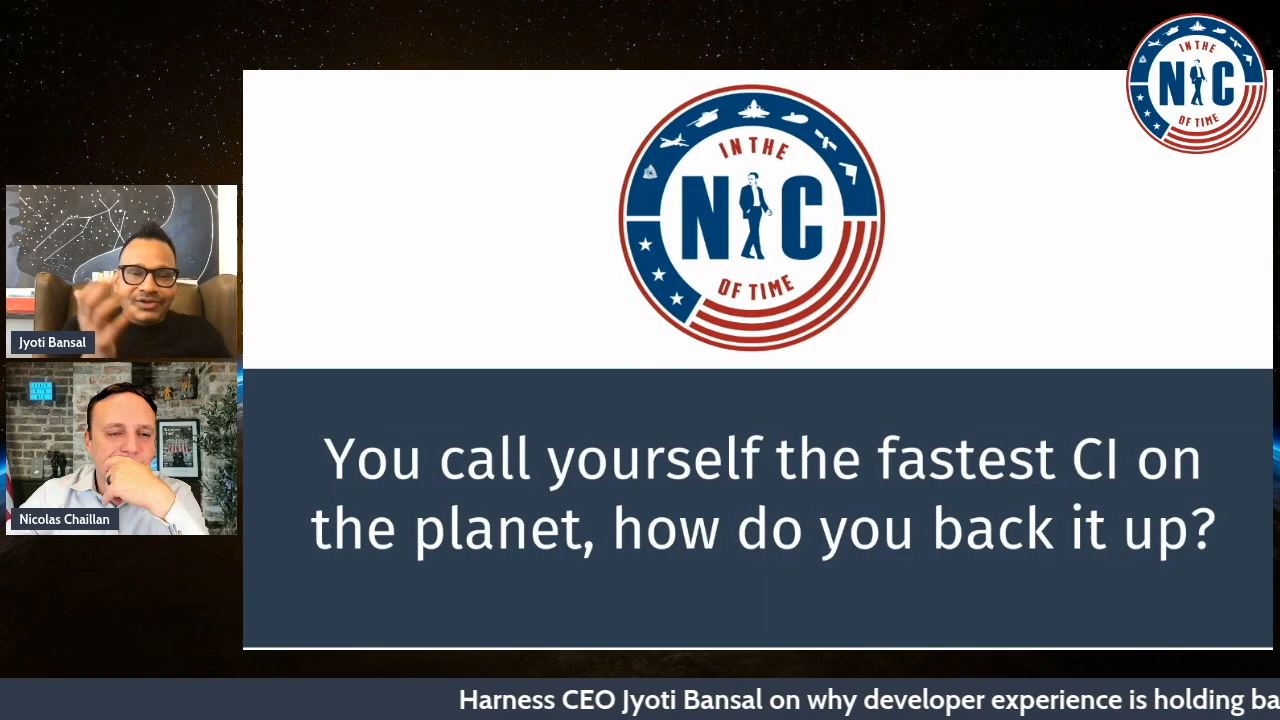 IN THE
NIC
OF TIME
IN THE
NIC
OF TIME
Jyoti Bansal
You call yourself the fastest CI on
the planet, how do you back it up?
Nicolas Chaillan
Harness CEO Jyoti Bansal on why developer experience is holding ba